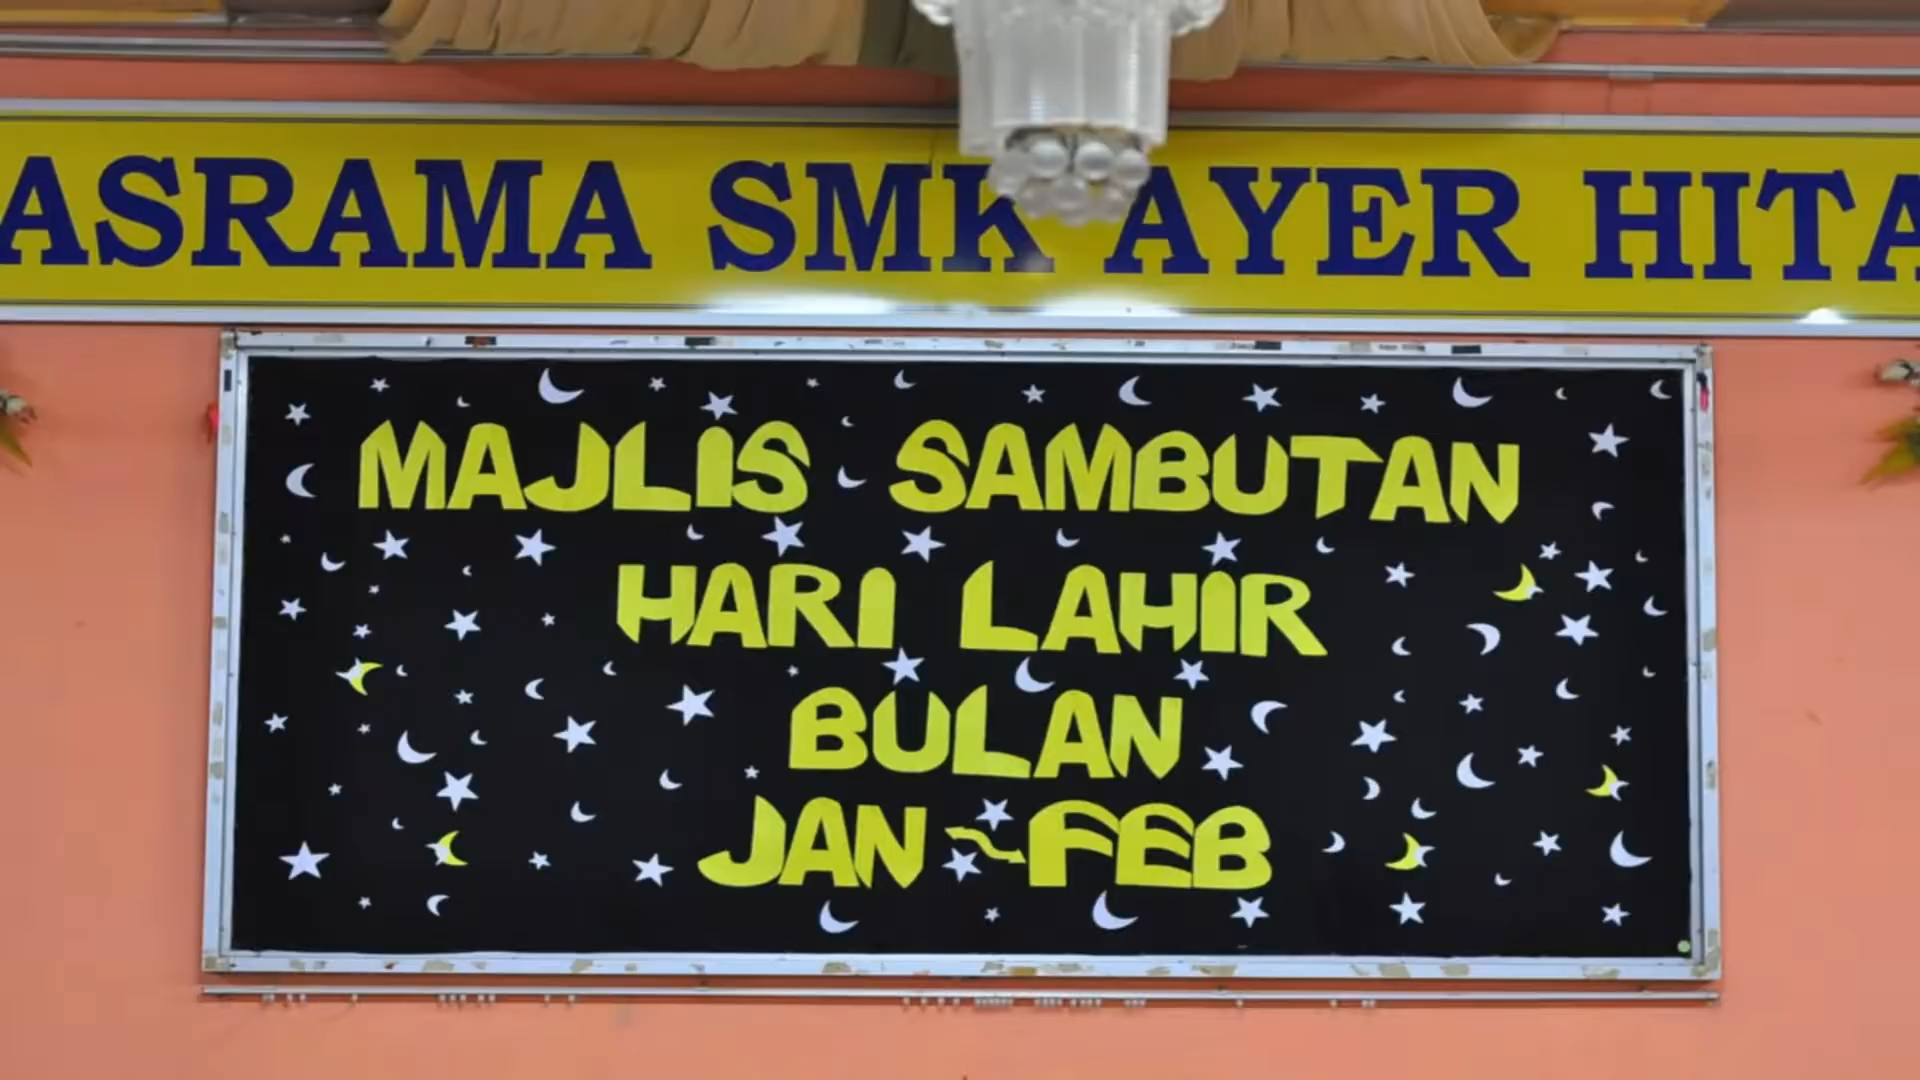 ASRAMA SMK AYER HITA
MAJLIS SAMBUTAN
HARI LAHIR
BULAN
JAN~FEB